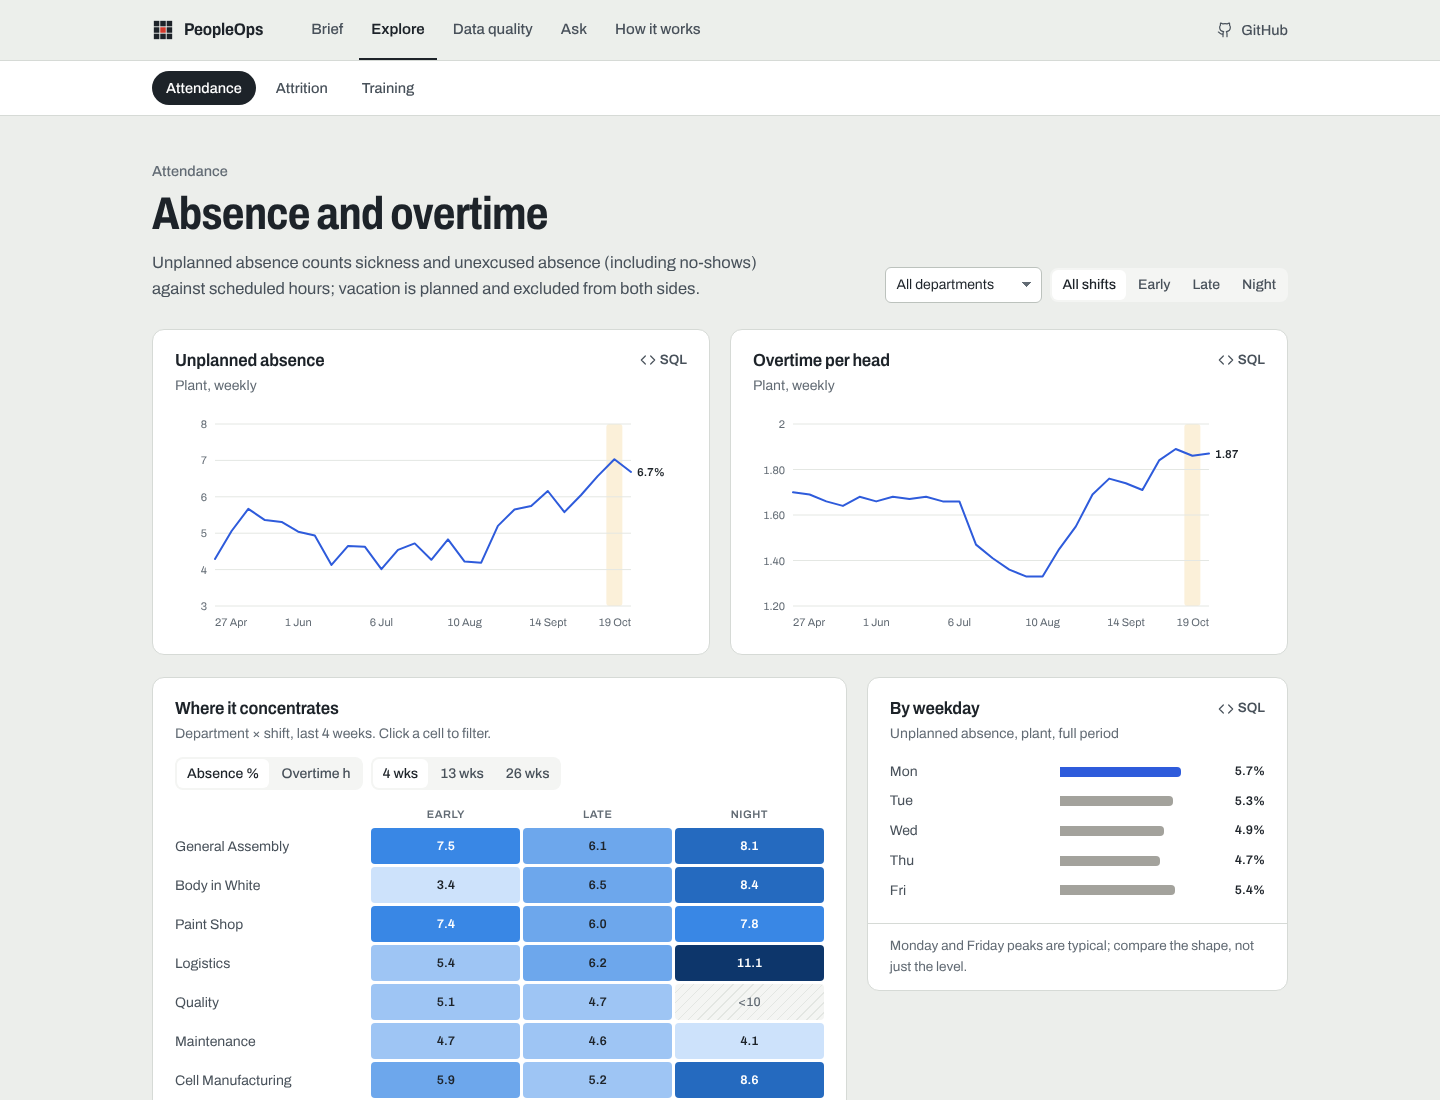 PeopleOps
Brief
Explore
Data quality
Ask
How it works
GitHub
Attendance
Attrition
Training
Attendance
Absence and overtime
Unplanned absence counts sickness and unexcused absence (including no-shows)
against scheduled hours; vacation is planned and excluded from both sides.
All departments
All shifts
Early
Late
Night
Unplanned absence
SQL
Plant, weekly
8
7
6
5
4
3
6.7%
27 Apr
1 Jun
6 Jul
10 Aug
14 Sept
19 Oct
Overtime per head
SQL
Plant, weekly
2
1.80
1.60
1.40
1.20
1.87
27 Apr
1 Jun
6 Jul
10 Aug
14 Sept
19 Oct
Where it concentrates
Department × shift, last 4 weeks. Click a cell to filter.
Absence %
Overtime h
4 wks
13 wks
26 wks
EARLY LATE NIGHT
General Assembly 7.5 6.1 8.1
Body in White 3.4 6.5 8.4
Paint Shop 7.4 6.0 7.8
Logistics 5.4 6.2 11.1
Quality 5.1 4.7 <10
Maintenance 4.7 4.6 4.1
Cell Manufacturing 5.9 5.2 8.6
By weekday
SQL
Unplanned absence, plant, full period
Mon 5.7%
Tue 5.3%
Wed 4.9%
Thu 4.7%
Fri 5.4%
Monday and Friday peaks are typical; compare the shape, not
just the level.